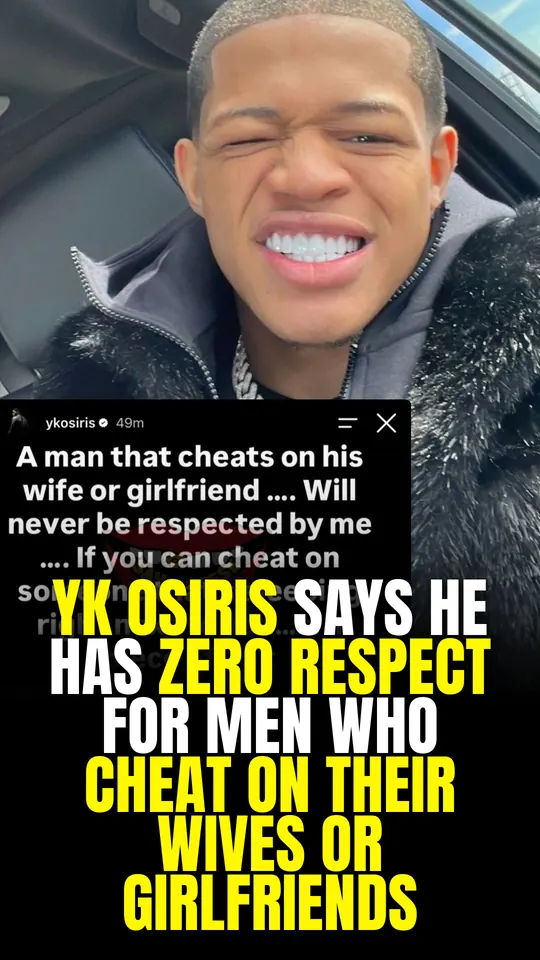 ykosiris 49m
A man that cheats on his
wife or girlfriend .... Will
never be respected by me
.... If you can cheat on
YK OSIRIS SAYS HE
HAS ZERO RESPECT
FOR MEN WHO
CHEAT ON THEIR
WIVES OR
GIRLFRIENDS